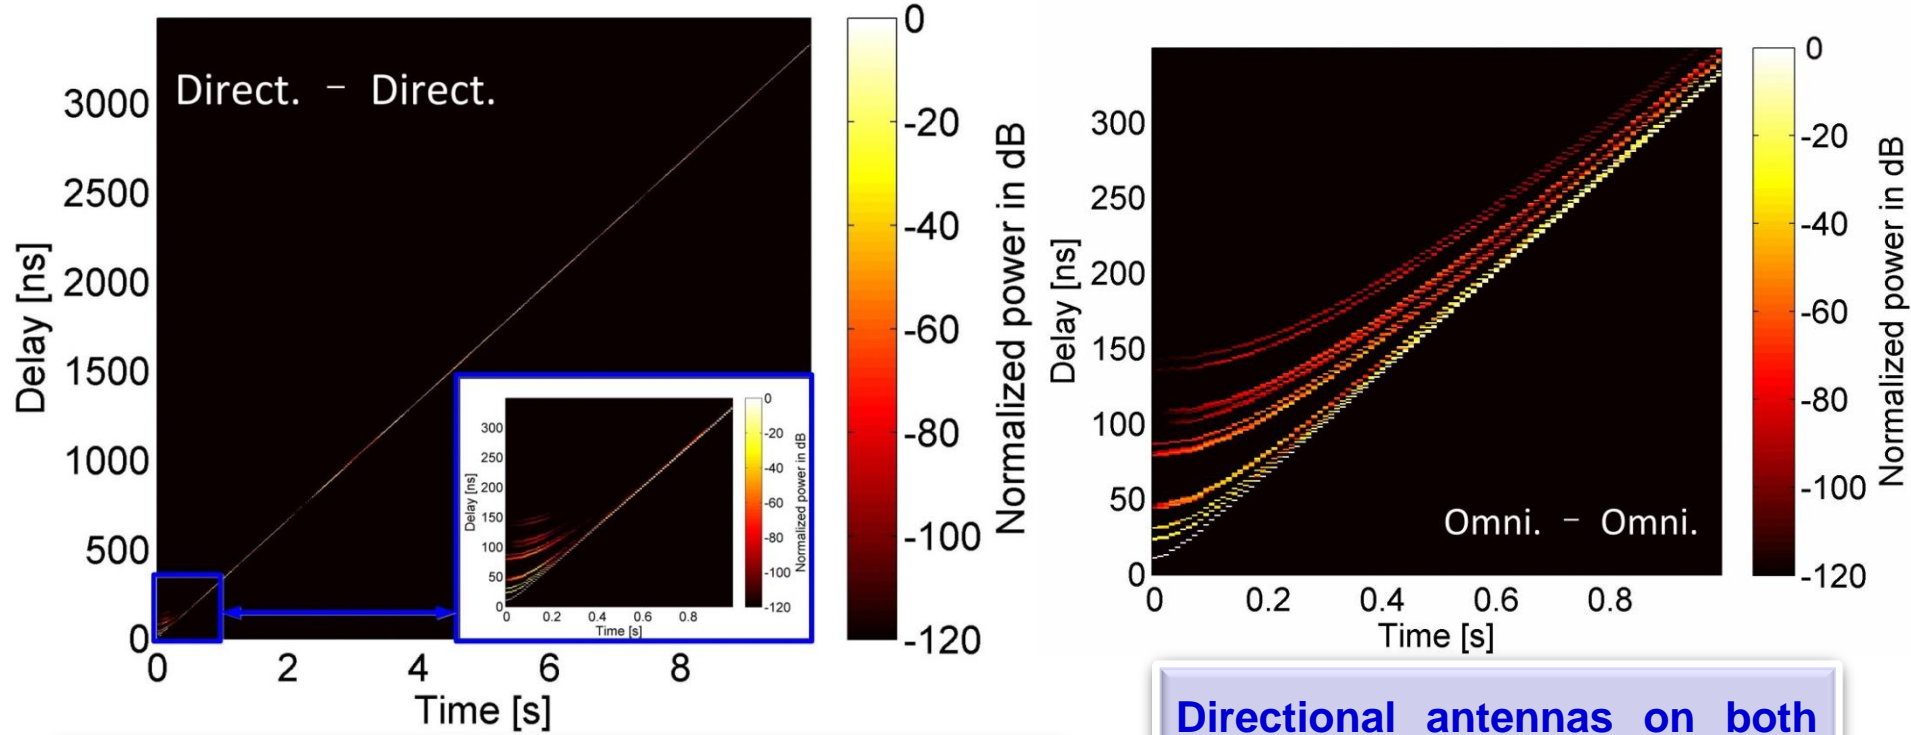 Direct. – Direct.
Delay [ns]
3000
2500
2000
1500
1000
500
0
0 2 4 6 8
Time [s]
0
-20
-40
-60
-80
-100
-120
Normalized power in dB
Delay [ns]
300
250
200
150
100
50
0
0 0.2 0.4 0.6 0.8
Time [s]
0
-20
-40
-60
-80
-100
-120
Normalized power in dB
Omni. – Omni.
Delay [ns]
300
250
200
150
100
50
0
0 0.2 0.4 0.6 0.8
Time [s]
0
-20
-40
-60
-80
-100
-120
Normalized power in dB
Directional antennas on both